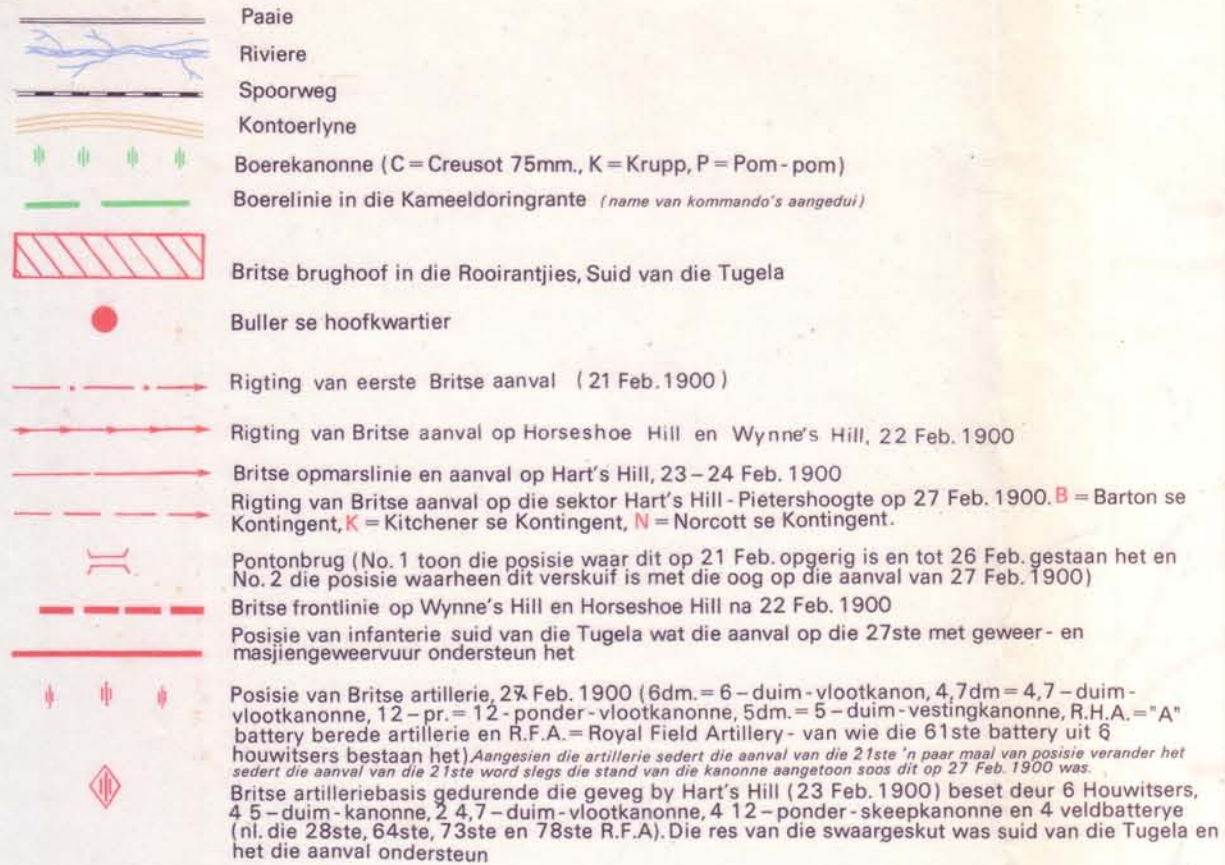 Paaie
Riviere
Spoorweg
Kontoerlyne
Boerekanonne (C = Creusot 75mm., K = Krupp, P = Pom-pom)
Boerelinie in die Kameeldoringrante (name van kommando's aangedui)
Britse brughoof in die Rooirantjies, Suid van die Tugela
Buller se hoofkwartier
Rigting van eerste Britse aanval (21 Feb. 1900)
Rigting van Britse aanval op Horseshoe Hill en Wynne's Hill, 22 Feb. 1900
Britse opmarslinie en aanval op Hart's Hill, 23 – 24 Feb. 1900
Rigting van Britse aanval op die sektor Hart's Hill - Pietershoogte op 27 Feb. 1900. B = Barton se
Kontingent, K = Kitchener se Kontingent, N = Norcott se Kontingent.
Pontonbrug (No. 1 toon die posisie waar dit op 21 Feb. opgerig is en tot 26 Feb. gestaan het en
No. 2 die posisie waarheen dit verskuif is met die oog op die aanval van 27 Feb. 1900)
Britse frontlinie op Wynne's Hill en Horseshoe Hill na 22 Feb. 1900
Posisie van infanterie suid van die Tugela wat die aanval op die 27ste met geweer- en
masjiengeweervuur ondersteun het
Posisie van Britse artillerie, 27 Feb. 1900 (6dm. = 6 – duim - vlootkanon, 4,7dm = 4,7 – duim -
vlootkanonne, 12 – pr. = 12 - ponder - vlootkanonne, 5dm. = 5 – duim - vestingkanonne, R.H.A. = "A"
battery berede artillerie en R.F.A. = Royal Field Artillery - van wie die 61ste battery uit 6
houwitsers bestaan het) Aangesien die artillerie sedert die aanval van die 21ste 'n paar maal van posisie verander het
sedert die aanval van die 21ste word slegs die stand van die kanonne aangetoon soos dit op 27 Feb. 1900 was.
Britse artilleriebasis gedurende die geveg by Hart's Hill (23 Feb. 1900) beset deur 6 Houwitsers,
4 5 – duim - kanonne, 2 4,7 – duim - vlootkanonne, 4 12 – ponder - skeepkanonne en 4 veldbatterye
(nl. die 28ste, 64ste, 73ste en 78ste R.F.A). Die res van die swaargeskut was suid van die Tugela en
het die aanval ondersteun